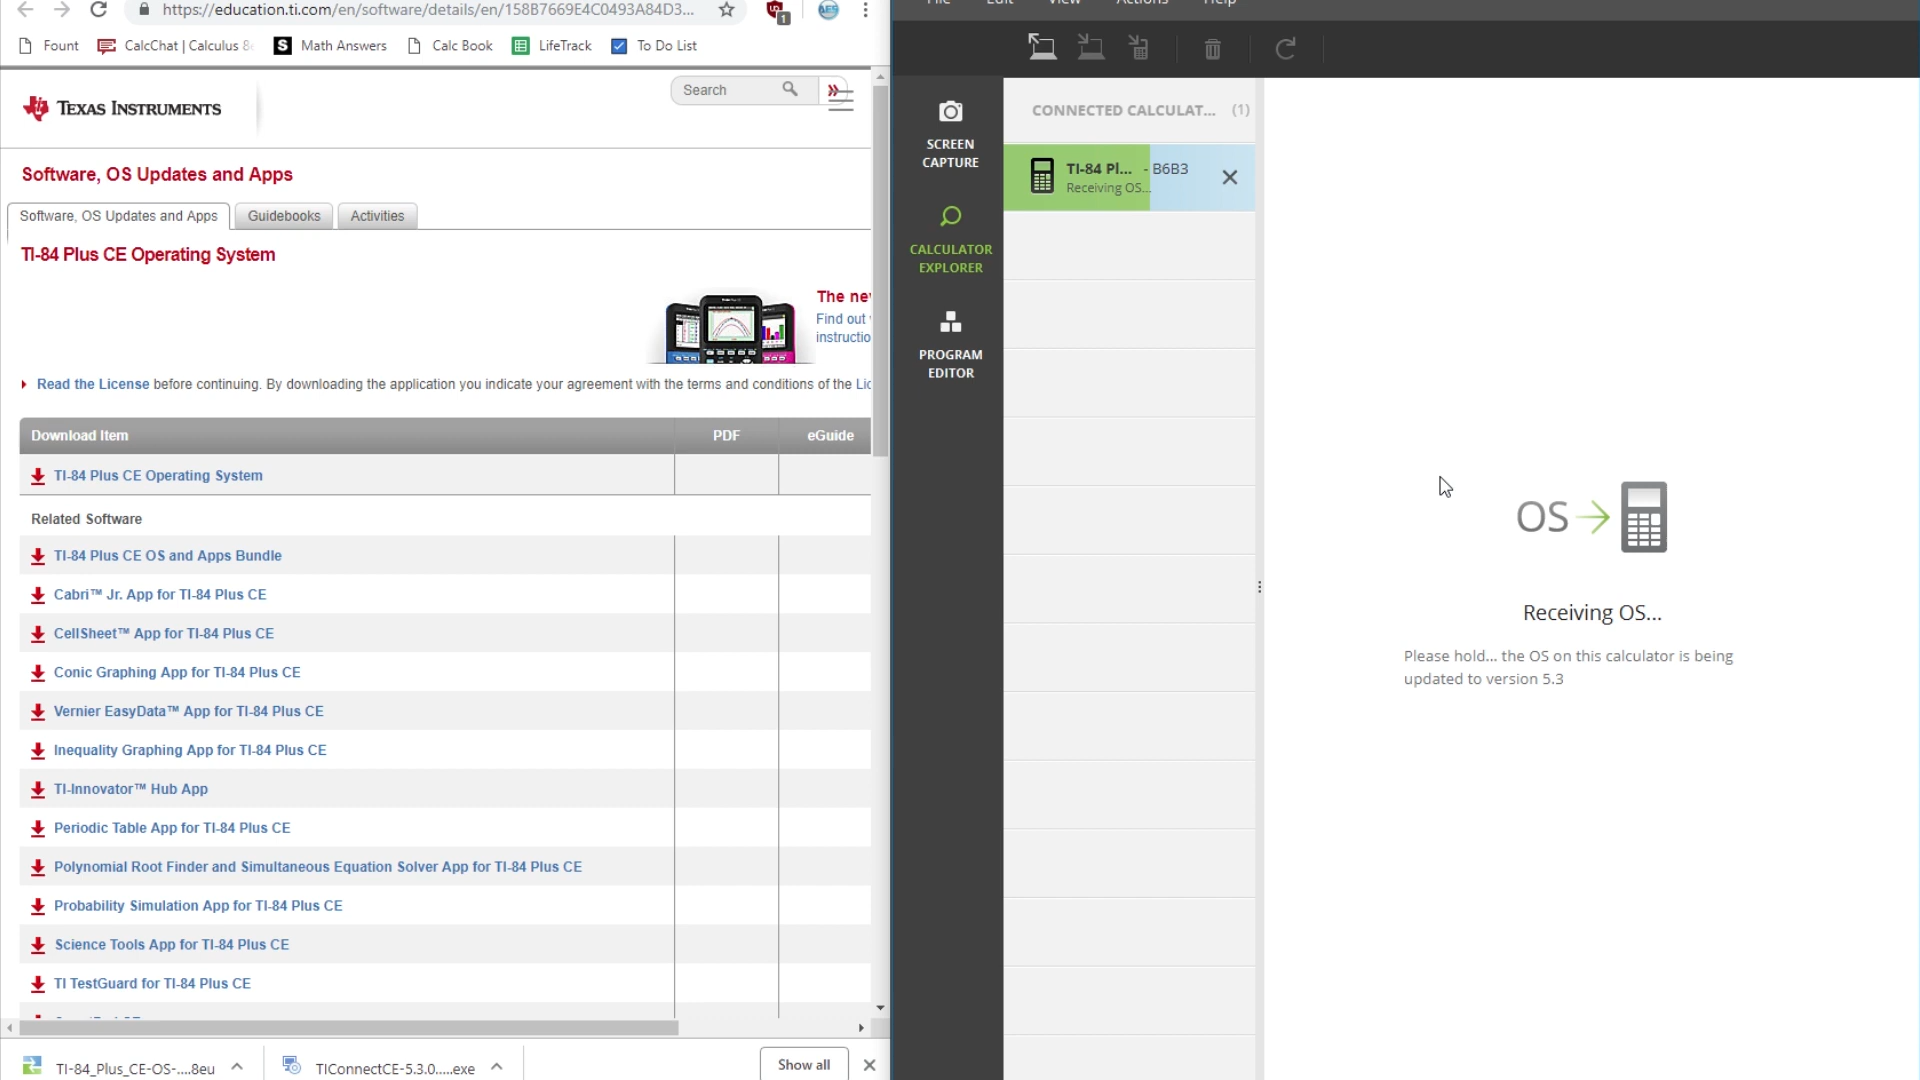 https://education.ti.com/en/software/details/en/158B7669E4C0493A84D3...
1
Fount
CalcChat | Calculus 8e
S Math Answers
Calc Book
LifeTrack
To Do List
TEXAS INSTRUMENTS
Search
Software, OS Updates and Apps
Software, OS Updates and Apps
Guidebooks
Activities
TI-84 Plus CE Operating System
The new
Find out
instructio
Read the License before continuing. By downloading the application you indicate your agreement with the terms and conditions of the Lic
Download Item PDF eGuide
TI-84 Plus CE Operating System
Related Software
TI-84 Plus CE OS and Apps Bundle
Cabri™ Jr. App for TI-84 Plus CE
CellSheet™ App for TI-84 Plus CE
Conic Graphing App for TI-84 Plus CE
Vernier EasyData™ App for TI-84 Plus CE
Inequality Graphing App for TI-84 Plus CE
TI-Innovator™ Hub App
Periodic Table App for TI-84 Plus CE
Polynomial Root Finder and Simultaneous Equation Solver App for TI-84 Plus CE
Probability Simulation App for TI-84 Plus CE
Science Tools App for TI-84 Plus CE
TI TestGuard for TI-84 Plus CE
TI-84_Plus_CE-OS-....8eu
TIConnectCE-5.3.0.....exe
Show all
File Edit View Actions Help
SCREEN
CAPTURE
CALCULATOR
EXPLORER
PROGRAM
EDITOR
CONNECTED CALCULAT... (1)
TI-84 Pl... - B6B3
Receiving OS...
OS
Receiving OS...
Please hold... the OS on this calculator is being
updated to version 5.3